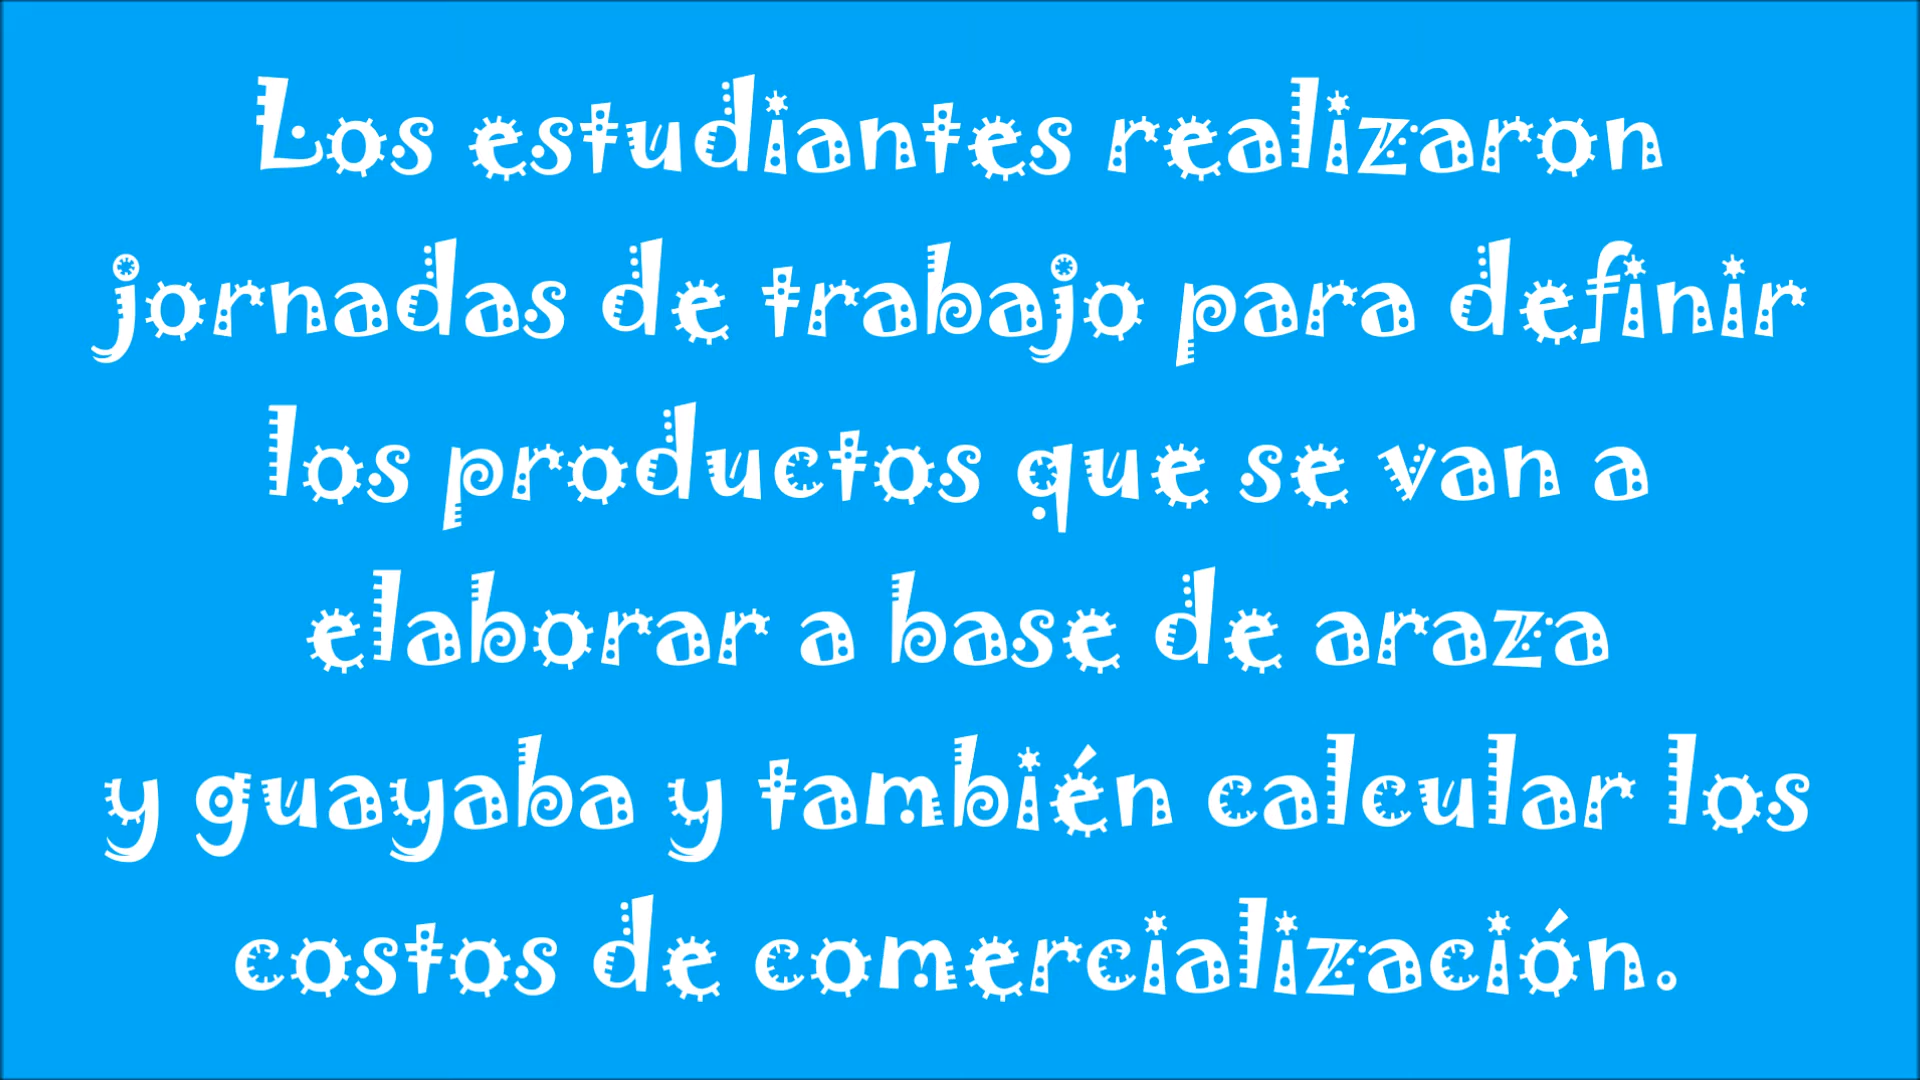 Los estudiantes realizaron
jornadas de trabajo para definir
los productos que se van a
elaborar a base de araza
y guayaba y también calcular los
costos de comercialización.